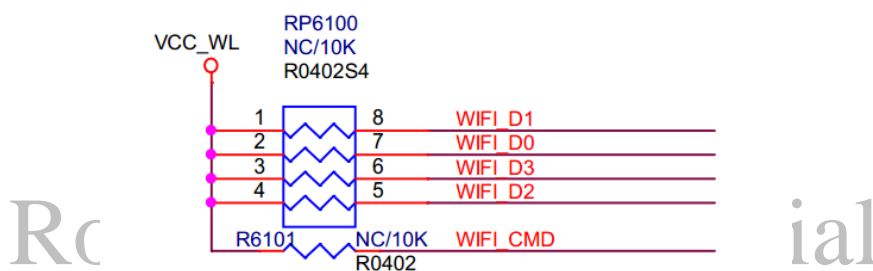 RP6100
VCC_WL NC/10K
R0402S4
1 8 WIFI_D1
2 7 WIFI_D0
3 6 WIFI_D3
4 5 WIFI_D2
R6101 NC/10K WIFI_CMD
R0402